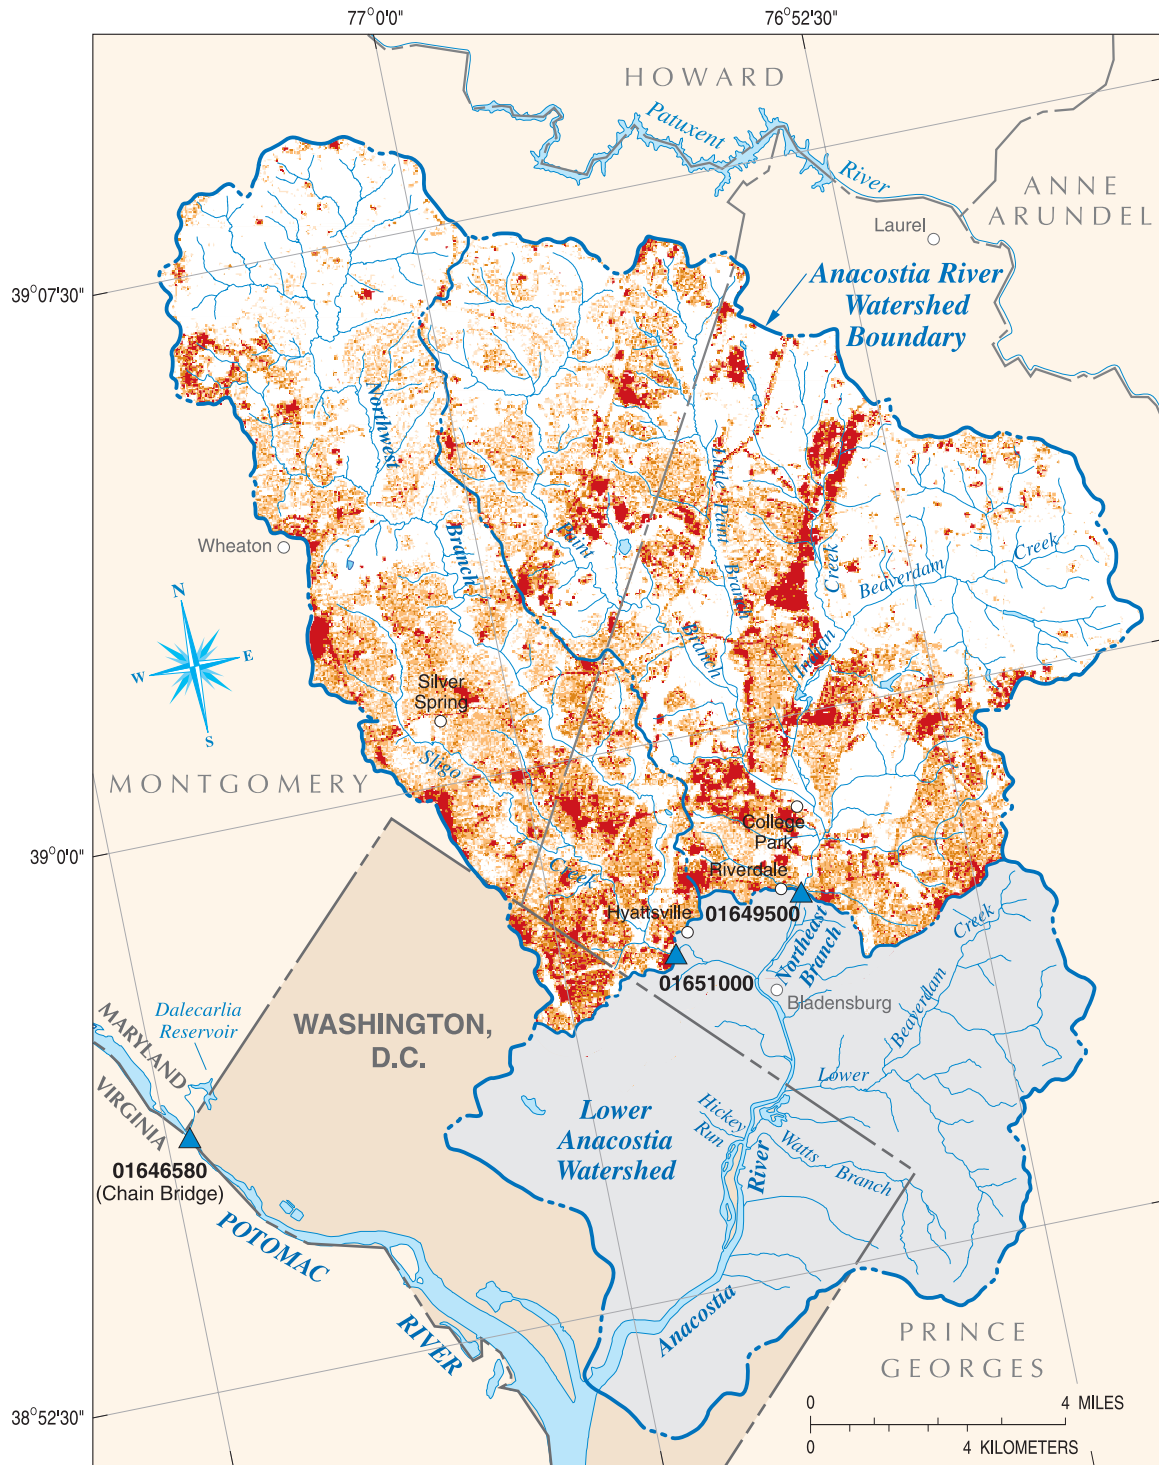 77°0'0"
76°52'30"
HOWARD
Patuxent
River
ANNE
ARUNDEL
Laurel
Anacostia River
Watershed
Boundary
39°07'30"
Northwest
Branch
Little Paint
Branch
Paint
Branch
Creek
Indian
Beaverdam
Creek
Wheaton
N
W
E
S
Silver
Spring
Sligo
Creek
MONTGOMERY
College
Park
39°0'0"
Riverdale
Hyattsville
01649500
Northeast
Branch
01651000
Bladensburg
Creek
Beaverdam
Lower
Dalecarlia
Reservoir
MARYLAND
VIRGINIA
WASHINGTON,
D.C.
Lower
Anacostia
Watershed
Hickey
Run
Watts
Branch
River
Anacostia
01646580
(Chain Bridge)
POTOMAC
RIVER
PRINCE
GEORGES
38°52'30"
0
4 MILES
0
4 KILOMETERS